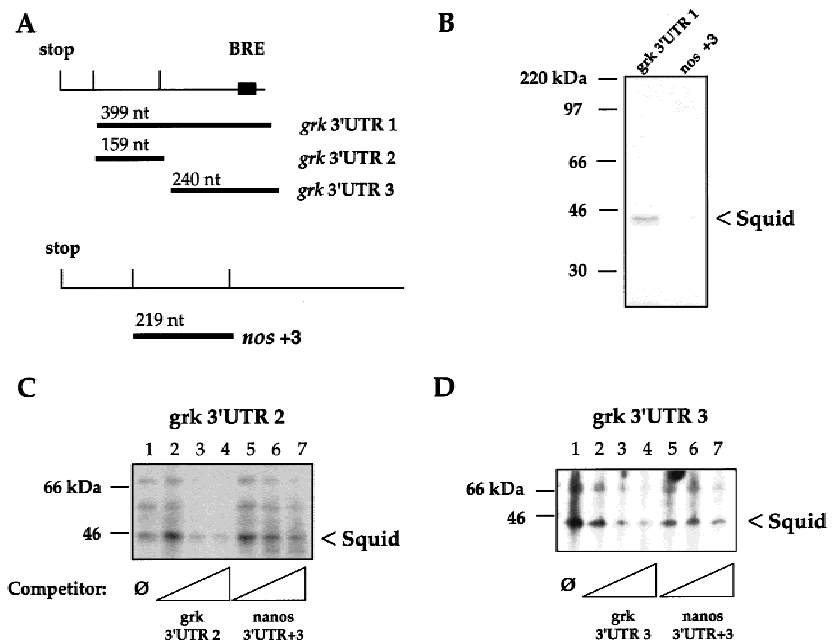 A
stop
BRE
399 nt
grk 3'UTR 1
159 nt
grk 3'UTR 2
240 nt
grk 3'UTR 3
stop
219 nt
nos +3
B
grk 3'UTR 1
nos +3
220 kDa
97
66
46
< Squid
30
C
grk 3'UTR 2
1 2 3 4 5 6 7
66 kDa
46
< Squid
Competitor: Ø
grk
3'UTR 2
nanos
3'UTR+3
D
grk 3'UTR 3
1 2 3 4 5 6 7
66 kDa
46
< Squid
Ø
grk
3'UTR 3
nanos
3'UTR+3